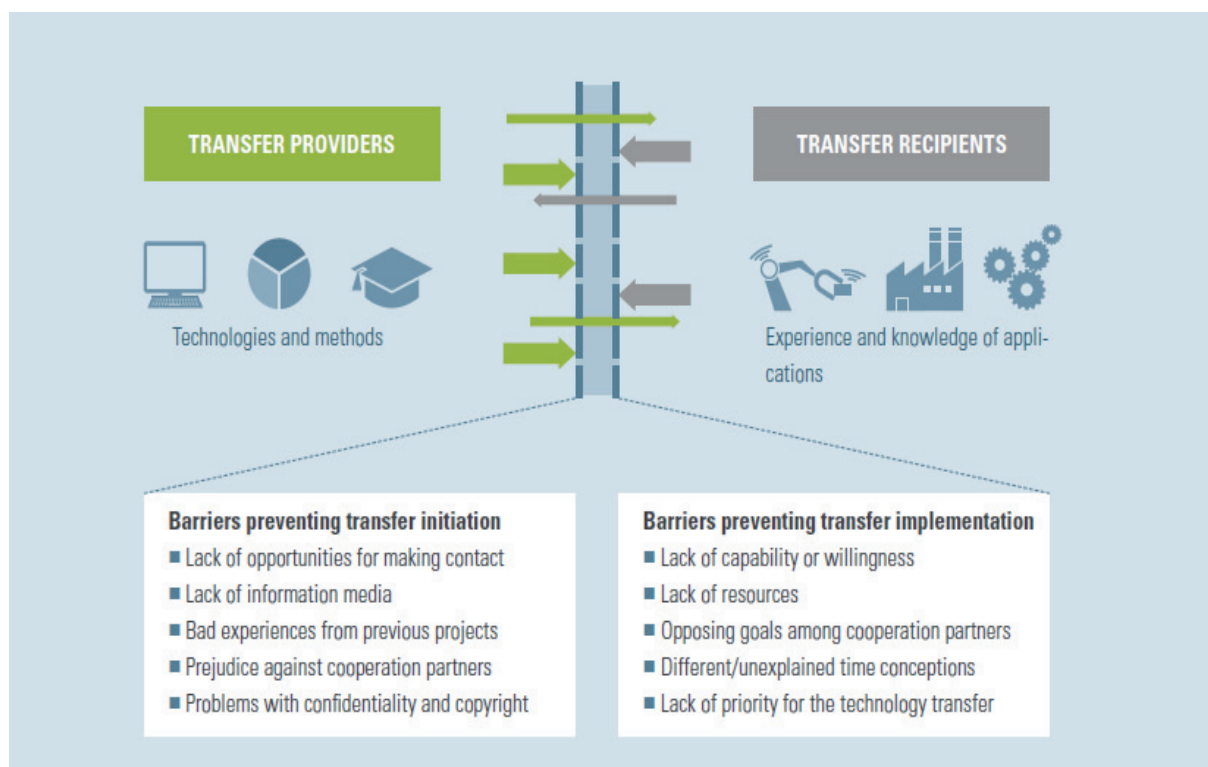 TRANSFER PROVIDERS
TRANSFER RECIPIENTS
Technologies and methods
Experience and knowledge of appli-
cations
Barriers preventing transfer initiation
■ Lack of opportunities for making contact
■ Lack of information media
■ Bad experiences from previous projects
■ Prejudice against cooperation partners
■ Problems with confidentiality and copyright
Barriers preventing transfer implementation
■ Lack of capability or willingness
■ Lack of resources
■ Opposing goals among cooperation partners
■ Different/unexplained time conceptions
■ Lack of priority for the technology transfer